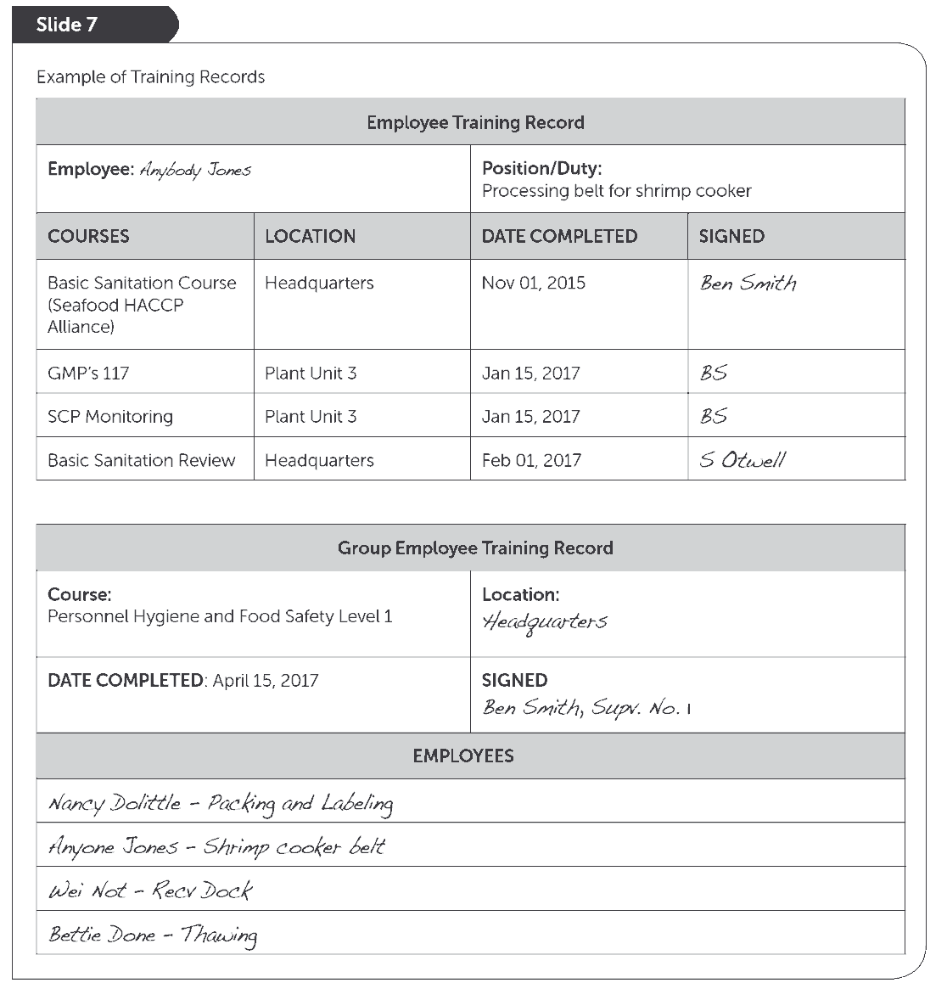 Slide 7
Example of Training Records
Employee Training Record
Employee: Anybody Jones
Position/Duty:
Processing belt for shrimp cooker
COURSES LOCATION DATE COMPLETED SIGNED
Basic Sanitation Course Headquarters Nov 01, 2015 Ben Smith
(Seafood HACCP
Alliance)
GMP's 117 Plant Unit 3 Jan 15, 2017 BS
SCP Monitoring Plant Unit 3 Jan 15, 2017 BS
Basic Sanitation Review Headquarters Feb 01, 2017 S Otwell
Group Employee Training Record
Course:
Personnel Hygiene and Food Safety Level 1
Location:
Headquarters
DATE COMPLETED: April 15, 2017
SIGNED
Ben Smith, Supv. No. 1
EMPLOYEES
Nancy Dolittle - Packing and Labeling
Anyone Jones - Shrimp cooker belt
Wei Not - Recv Dock
Bettie Done - Thawing